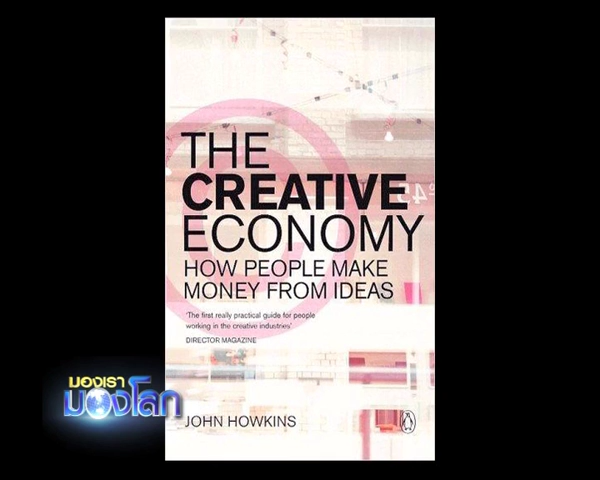 THE
CREATIVE
ECONOMY
HOW PEOPLE MAKE
MONEY FROM IDEAS
'The first really practical guide for people
working in the creative industries'
DIRECTOR MAGAZINE
มองเรา
มองโลก
JOHN HOWKINS